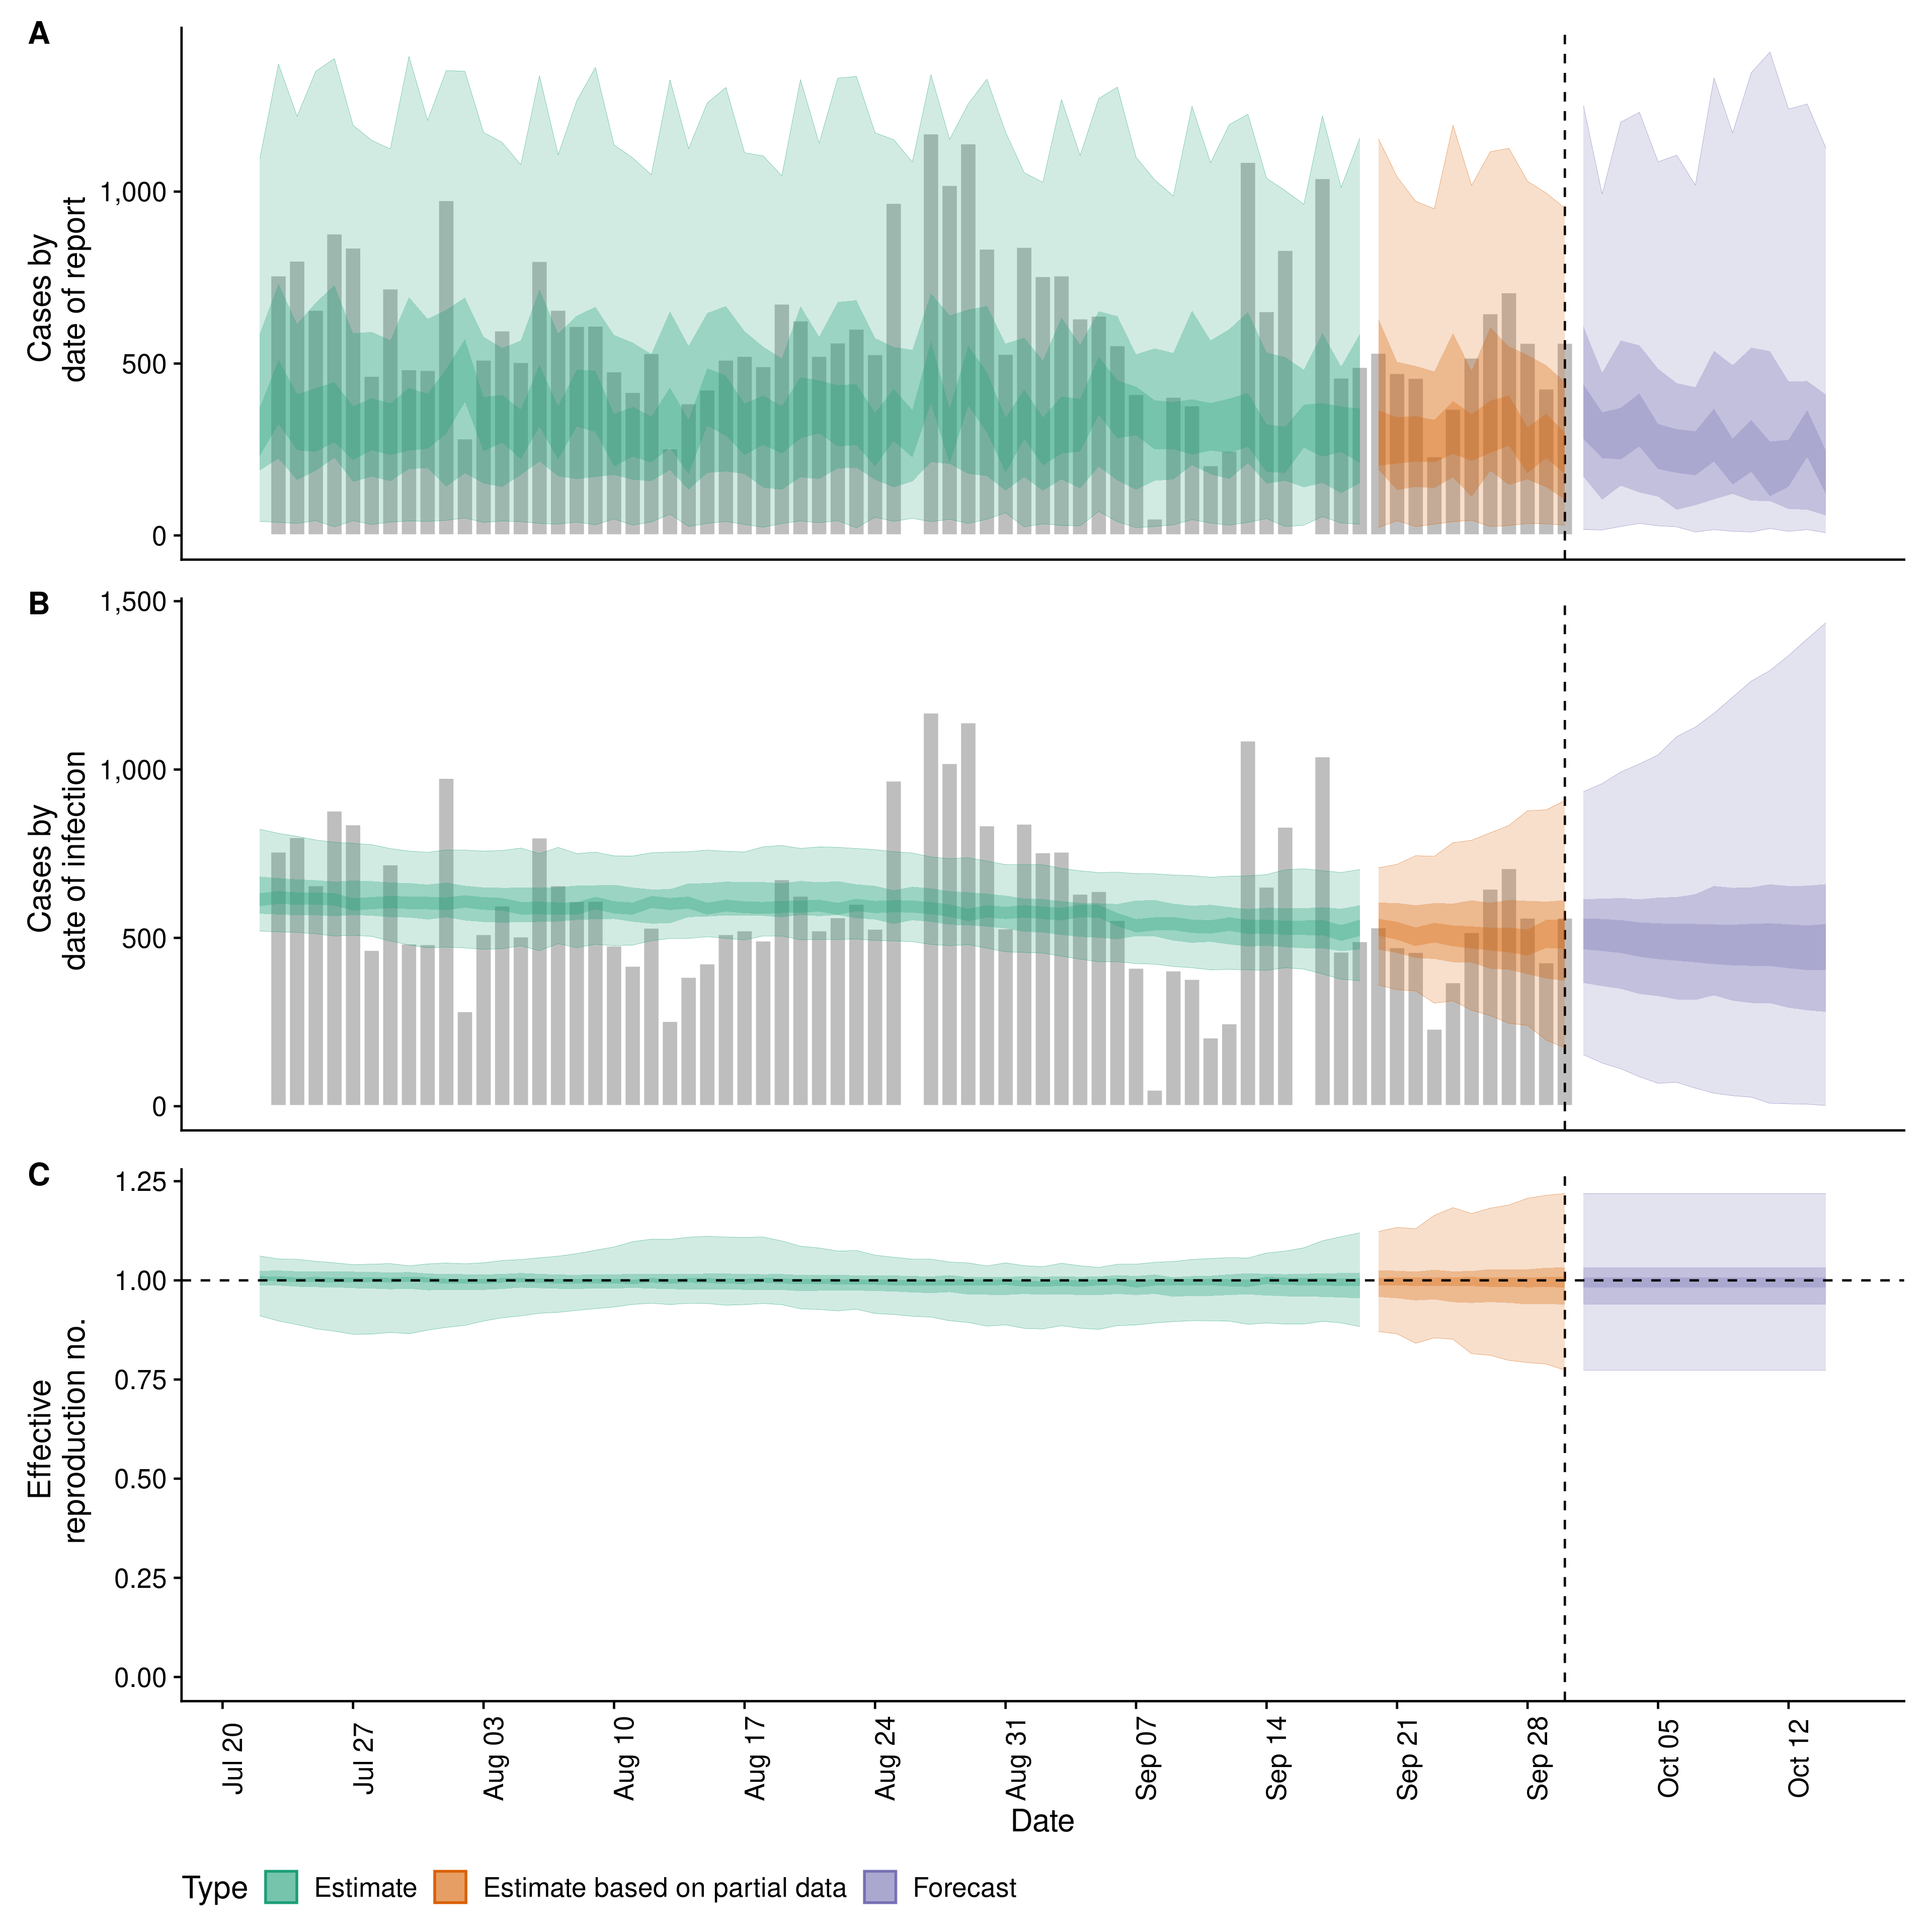 A
Cases by
date of report
1,000
500
0
B
Cases by
date of infection
1,500
1,000
500
0
C
Effective
reproduction no.
1.25
1.00
0.75
0.50
0.25
0.00
Jul 20
Jul 27
Aug 03
Aug 10
Aug 17
Aug 24
Aug 31
Sep 07
Sep 14
Sep 21
Sep 28
Oct 05
Oct 12
Date
Type Estimate Estimate based on partial data Forecast